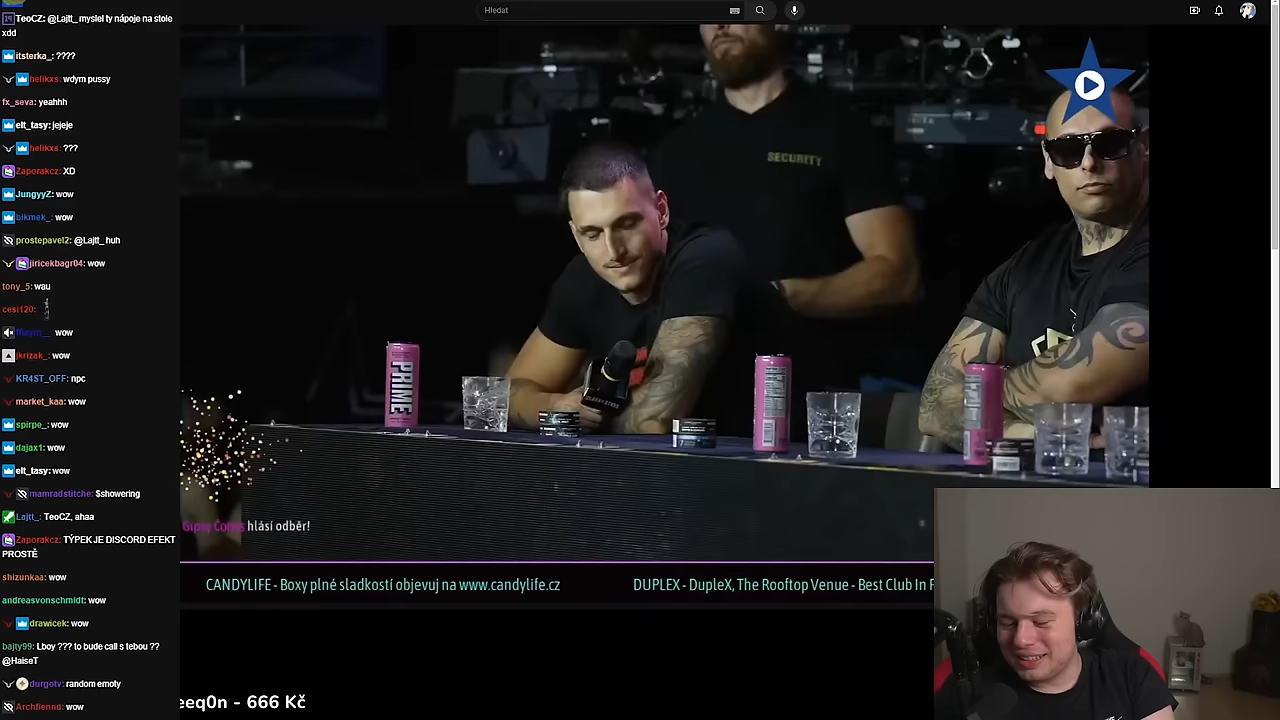 TeoCZ: @Lajtt_ myslel ty nápoje na stole
xdd
itsterka_: ????
helikxs: wdym pussy
fx_seva: yeahhh
elt_tasy: jejeje
helikxs: ???
Zaporakcz: XD
JungyyZ: wow
bikmek_: wow
prostepavel2: @Lajtt_ huh
jiricekbagr04: wow
tony_5: wau
cesi120:
wow
jkrizak_: wow
KR4ST_OFF: npc
market_kaa: wow
spirpe_: wow
dajax1: wow
elt_tasy: wow
mamradstitche: $showering
Lajtt_: TeoCZ, ahaa
Zaporakcz: TÝPEK JE DISCORD EFEKT
PROSTĚ
shizunkaa: wow
andreasvonschmidt: wow
drawicek: wow
bajty99: Lboy ??? to bude call s tebou ??
@HaiseT
durgotv: random emoty
Archfiennd: wow
Hledat
SECURITY
PRIME
hlásí odběr!
CANDYLIFE - Boxy plné sladkostí objevuj na www.candylife.cz
DUPLEX - DupleX, The Rooftop Venue - Best Club In
eeq0n - 666 Kč